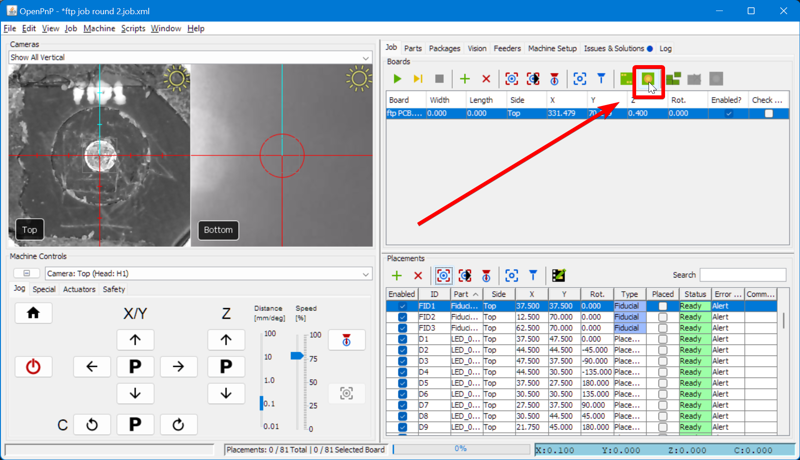 OpenPnP - *ftp job round 2.job.xml
File Edit View Job Machine Scripts Window Help
Cameras
Show All Vertical
Top
Bottom
Machine Controls
Camera: Top (Head: H1)
Jog Special Actuators Safety
X/Y Z Distance [mm/deg] Speed [%]
100 100
10 75
1.0 50
0.1 25
0.01 0
P P
C P
Job Parts Packages Vision Feeders Machine Setup Issues & Solutions Log
Boards
Board Width Length Side X Y Z Rot. Enabled? Check ...
ftp PCB.... 0.000 0.000 Top 331.479 0.400 0.000
Placements
Search
Enabled ID Part Side X Y Rot. Type Placed Status Error ... Comm...
FID1 Fiduci... Top 37.500 37.500 0.000 Fiducial Ready Alert
FID2 Fiduci... Top 12.500 70.000 0.000 Fiducial Ready Alert
FID3 Fiduci... Top 62.500 70.000 0.000 Fiducial Ready Alert
D1 LED_0... Top 37.500 47.500 0.000 Place... Ready Alert
D2 LED_0... Top 44.500 44.500 -45.000 Place... Ready Alert
D3 LED_0... Top 47.500 37.500 -90.000 Place... Ready Alert
D4 LED_0... Top 44.500 30.500 -135.000 Place... Ready Alert
D5 LED_0... Top 37.500 27.500 180.000 Place... Ready Alert
D6 LED_0... Top 30.500 30.500 135.000 Place... Ready Alert
D7 LED_0... Top 27.500 37.500 90.000 Place... Ready Alert
D8 LED_0... Top 30.500 44.500 45.000 Place... Ready Alert
D9 LED_0... Top 21.750 45.000 180.000 Place... Ready Alert
Placements: 0 / 81 Total | 0 / 81 Selected Board
0%
X:0.100 Y:0.000 Z:0.000 C:0.000